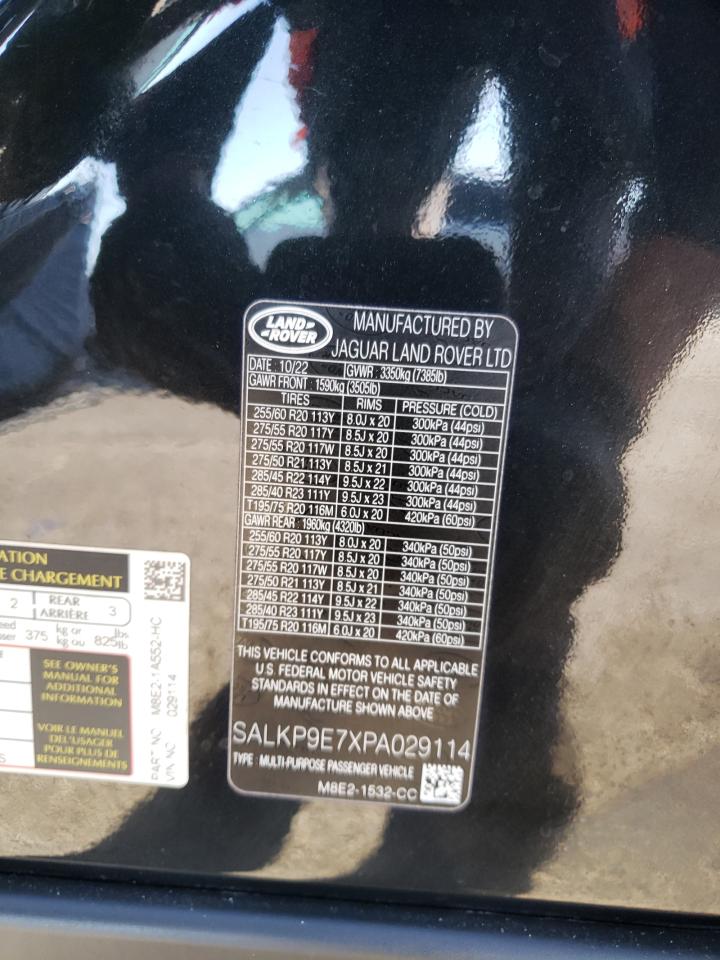 LAND ROVER
MANUFACTURED BY
JAGUAR LAND ROVER LTD
DATE : 10/22 GVWR : 3350kg (7385lb)
GAWR FRONT : 1590kg (3505lb)
TIRES RIMS PRESSURE (COLD)
255/60 R20 113Y 8.0J x 20 300kPa (44psi)
275/55 R20 117Y 8.5J x 20 300kPa (44psi)
275/55 R20 117W 8.5J x 20 300kPa (44psi)
275/50 R21 113Y 8.5J x 21 300kPa (44psi)
285/45 R22 114Y 9.5J x 22 300kPa (44psi)
285/40 R23 111Y 9.5J x 23 300kPa (44psi)
T195/75 R20 116M 6.0J x 20 420kPa (60psi)
GAWR REAR : 1960kg (4320lb)
255/60 R20 113Y 8.0J x 20 340kPa (50psi)
275/55 R20 117Y 8.5J x 20 340kPa (50psi)
275/55 R20 117W 8.5J x 20 340kPa (50psi)
275/50 R21 113Y 8.5J x 21 340kPa (50psi)
285/45 R22 114Y 9.5J x 22 340kPa (50psi)
285/40 R23 111Y 9.5J x 23 340kPa (50psi)
T195/75 R20 116M 6.0J x 20 420kPa (60psi)
THIS VEHICLE CONFORMS TO ALL APPLICABLE
U.S. FEDERAL MOTOR VEHICLE SAFETY
STANDARDS IN EFFECT ON THE DATE OF
MANUFACTURE SHOWN ABOVE
SALKP9E7XPA029114
TYPE : MULTI-PURPOSE PASSENGER VEHICLE
M8E2-1532-CC
ATION
E CHARGEMENT
2 REAR ARRIÈRE 3
375 kg or kg ou 825 lbs lb
SEE OWNER'S
MANUAL FOR
ADDITIONAL
INFORMATION
VOIR LE MANUEL
DE L'USAGER
POUR PLUS DE
RENSEIGNEMENTS
PART NO M8E2-1A552-HC
VIN NO 029114